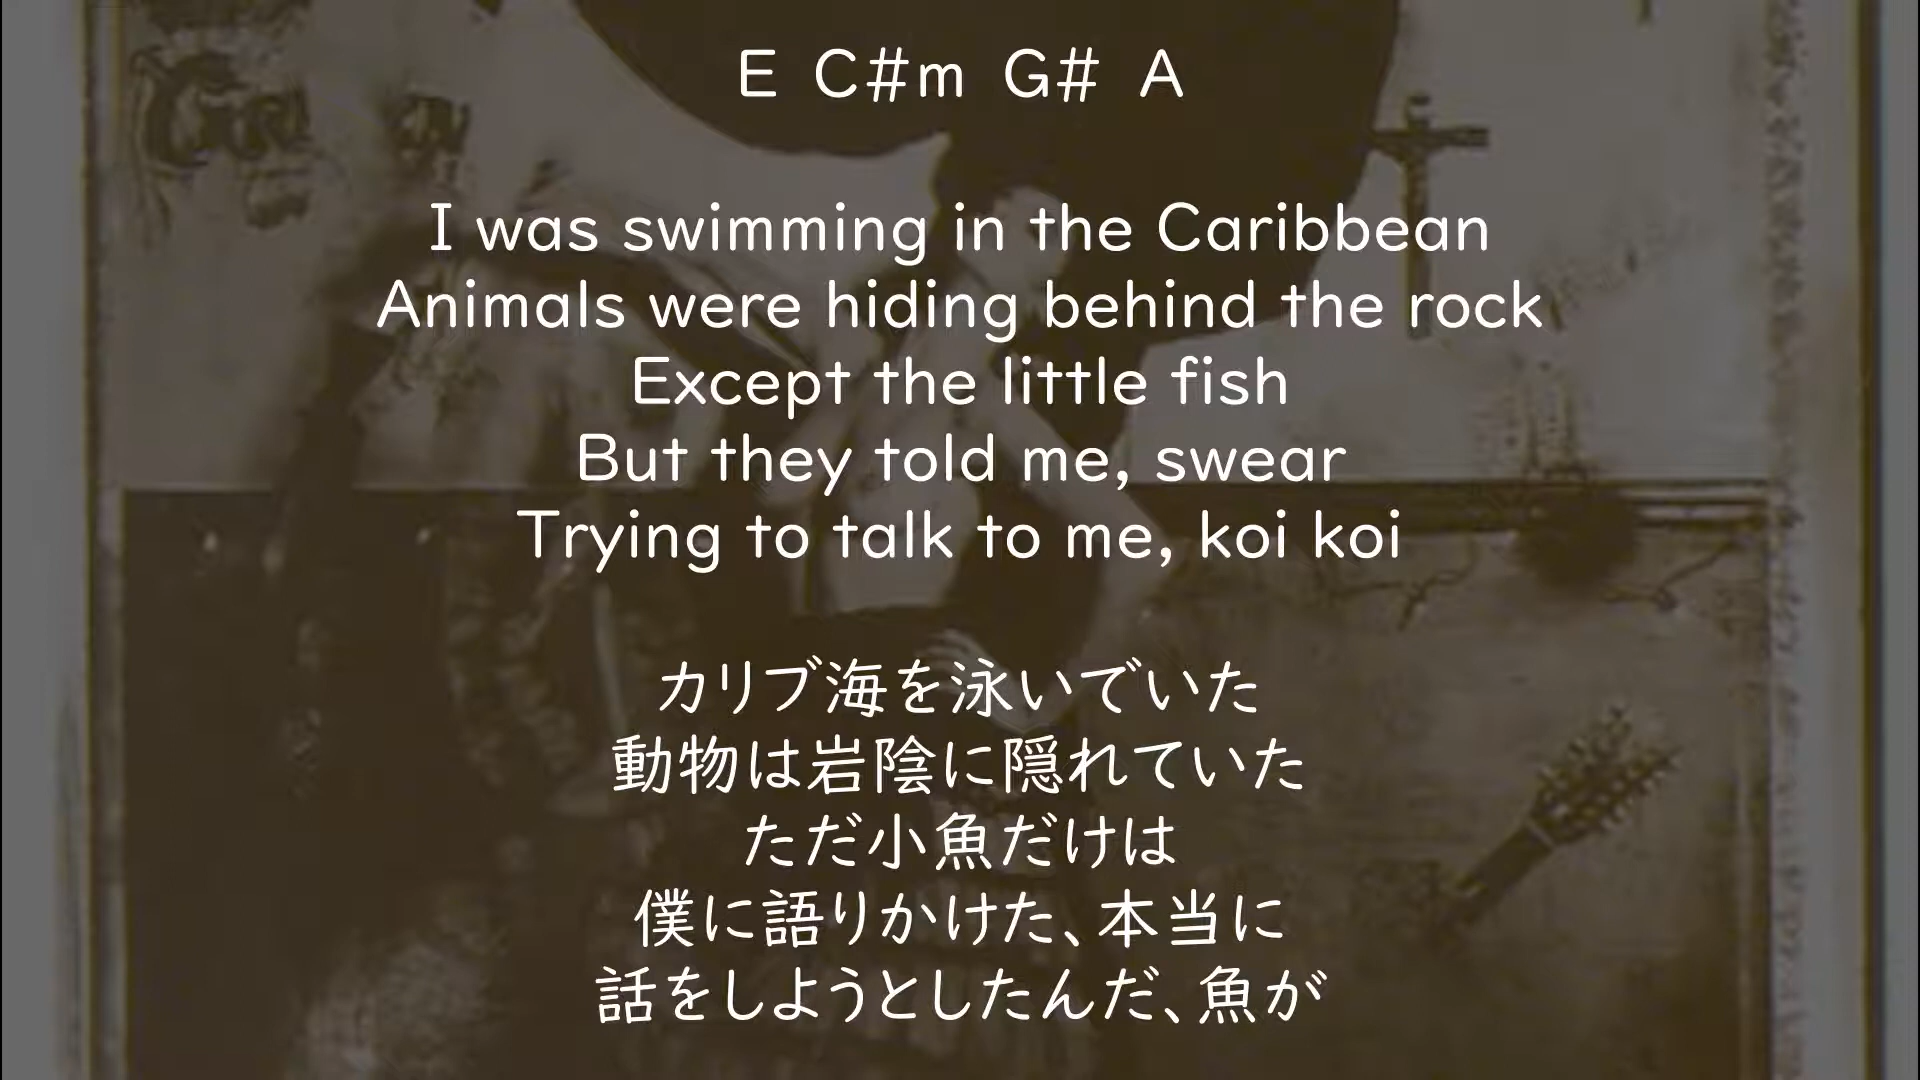 E C#m G# A
I was swimming in the Caribbean
Animals were hiding behind the rock
Except the little fish
But they told me, swear
Trying to talk to me, koi koi
カリブ海を泳いでいた
動物は岩陰に隠れていた
ただ小魚だけは
僕に語りかけた、本当に
話をしようとしたんだ、魚が